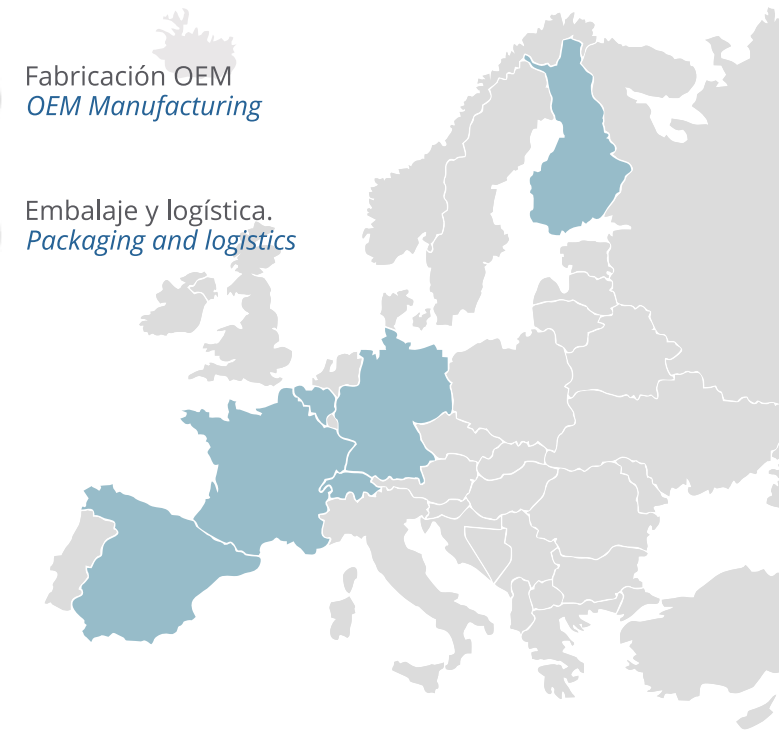 Fabricación OEM
OEM Manufacturing
Embalaje y logística.
Packaging and logistics